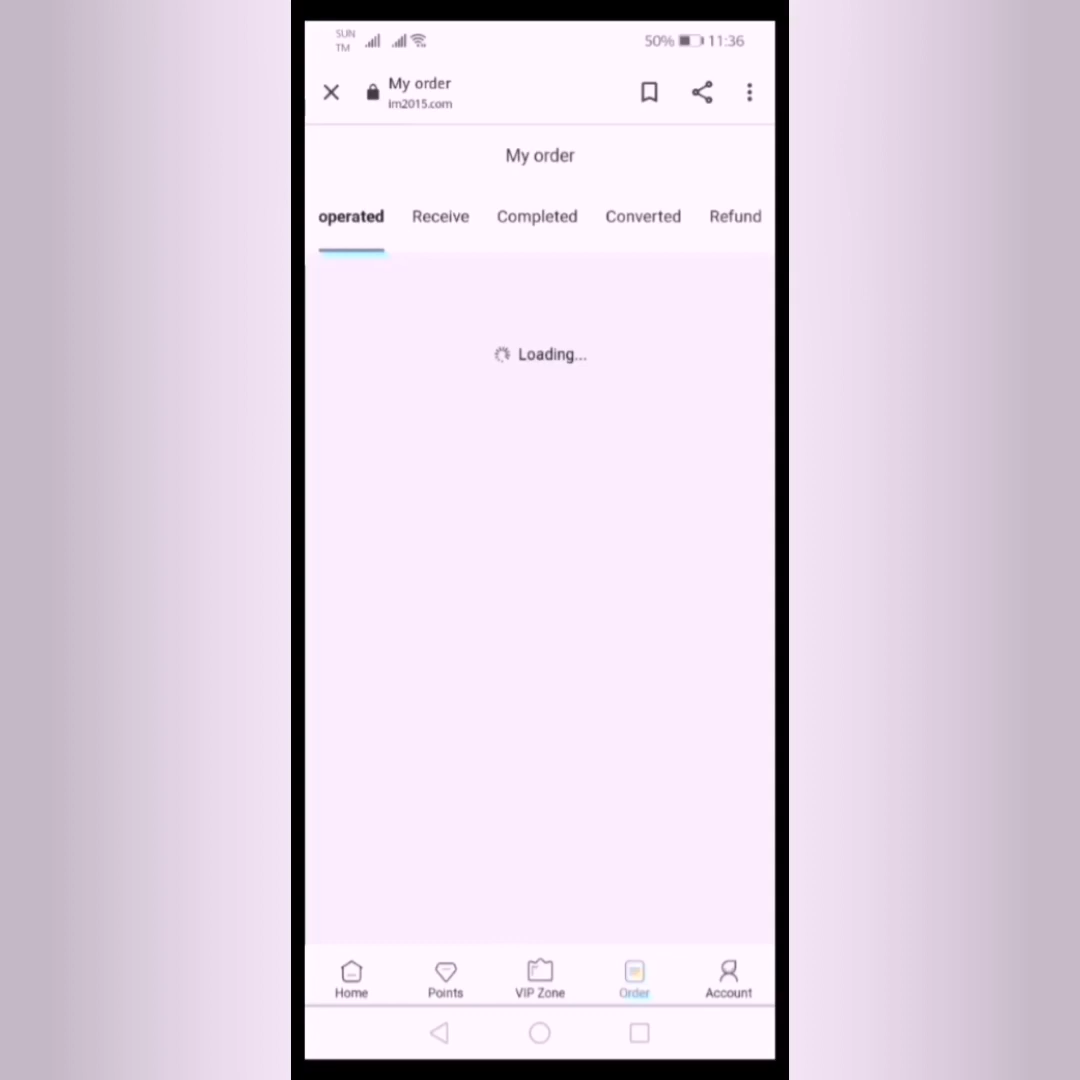 SUN
TM
50% 11:36
My order
im2015.com
My order
operated Receive Completed Converted Refund
Loading...
Home Points VIP Zone Order Account